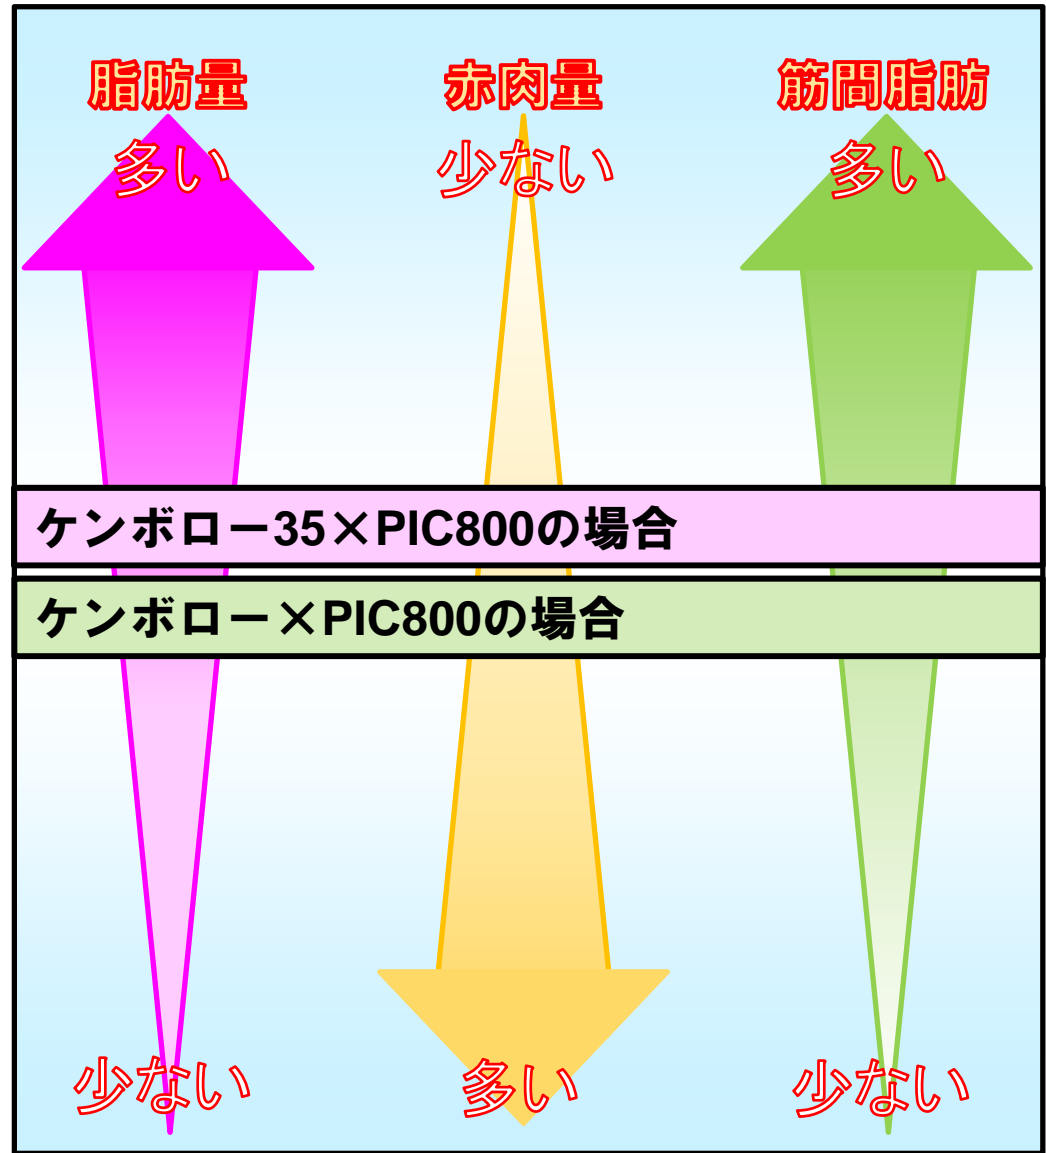 脂肪量 赤肉量 筋間脂肪
多い 少ない 多い
ケンボロー35×PIC800の場合
ケンボロー×PIC800の場合
少ない 多い 少ない